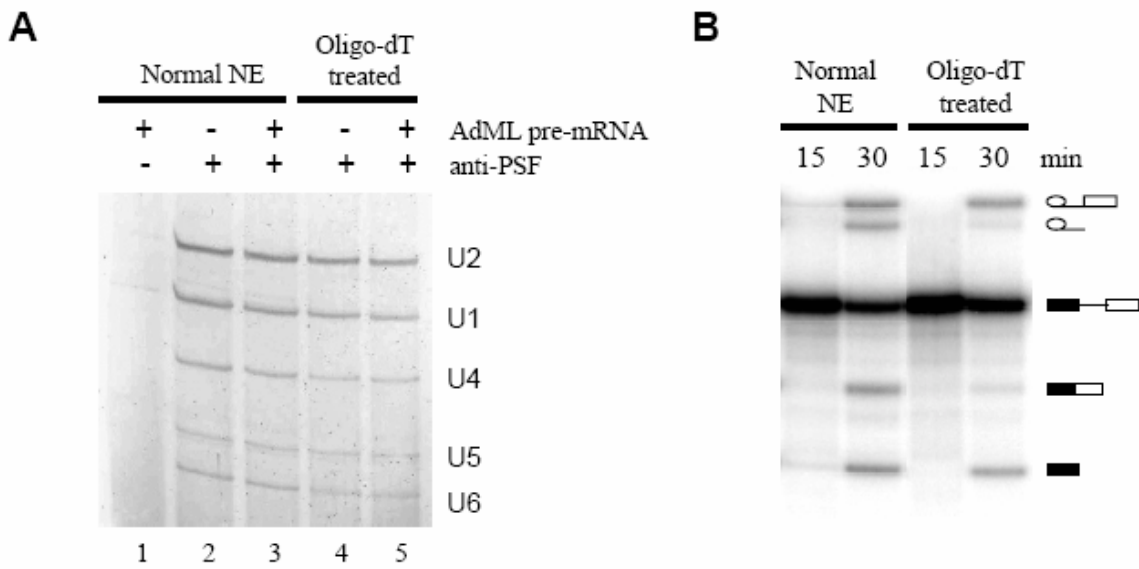 A
Normal NE
Oligo-dT
treated
+ - + - + AdML pre-mRNA
- + + + + anti-PSF
U2
U1
U4
U5
U6
1 2 3 4 5
B
Normal
NE
Oligo-dT
treated
15 30 15 30 min